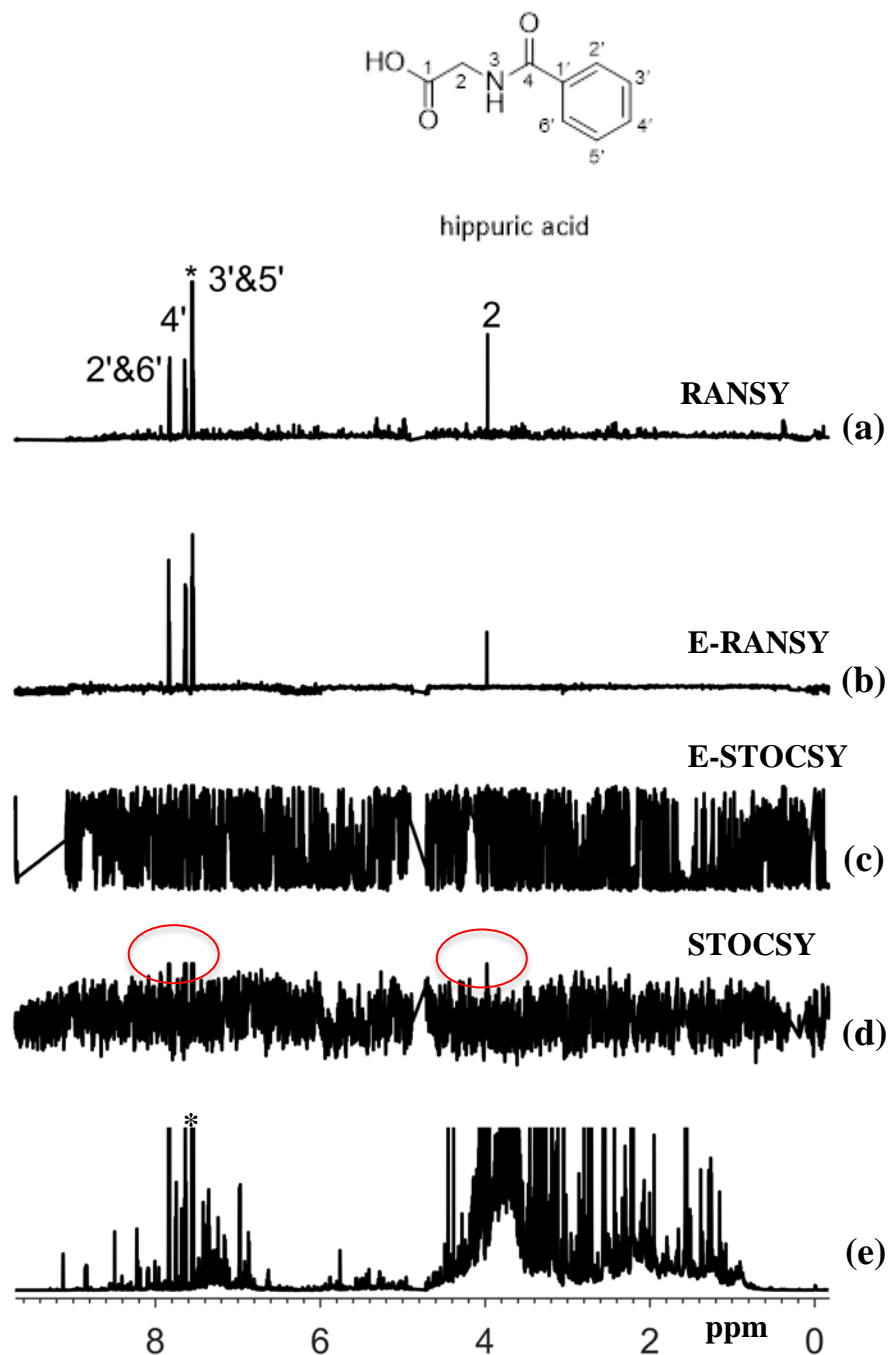 O
HO 1 2 3 N H 4 1' 2' 3' 4' 5' 6'
O
hippuric acid
* 3'&5'
4' 2
2'&6'
RANSY
(a)
E-RANSY
(b)
E-STOCSY
(c)
STOCSY
(d)
*
(e)
8 6 4 2 ppm 0